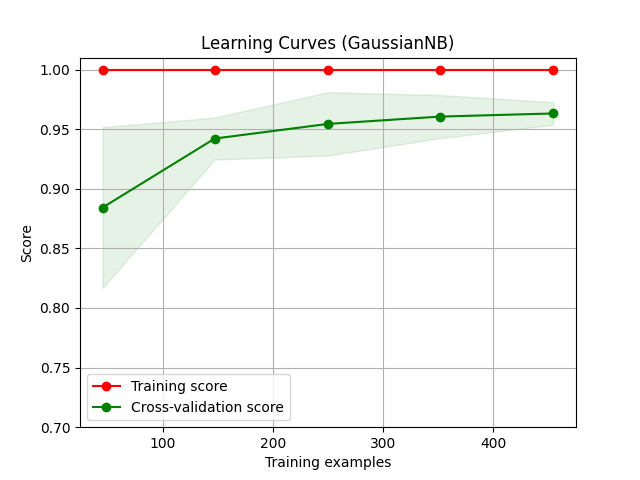 Learning Curves (GaussianNB)
1.00
0.95
0.90
0.85
0.80
0.75
0.70
Score
Training score
Cross-validation score
100
200
300
400
Training examples